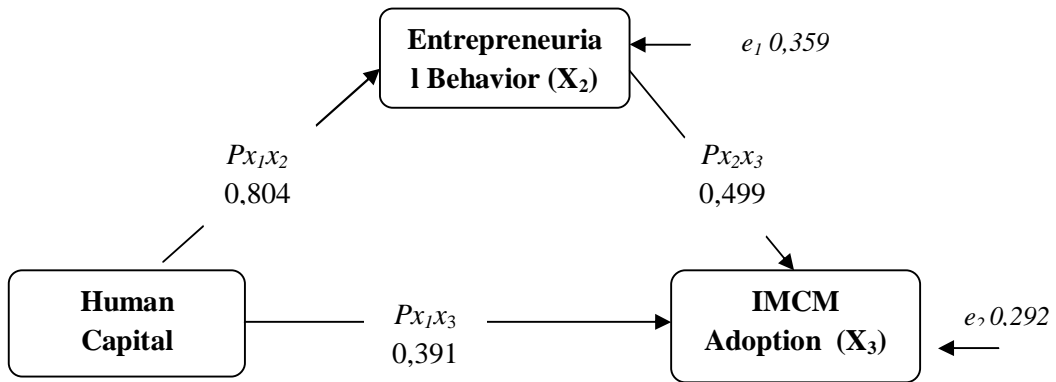 Entrepreneuria
l Behavior (X₂)
e₁ 0,359
Px₁x₂
0,804
Px₂x₃
0,499
Human
Capital
Px₁x₃
0,391
IMCM
Adoption (X₃)
e₂ 0,292